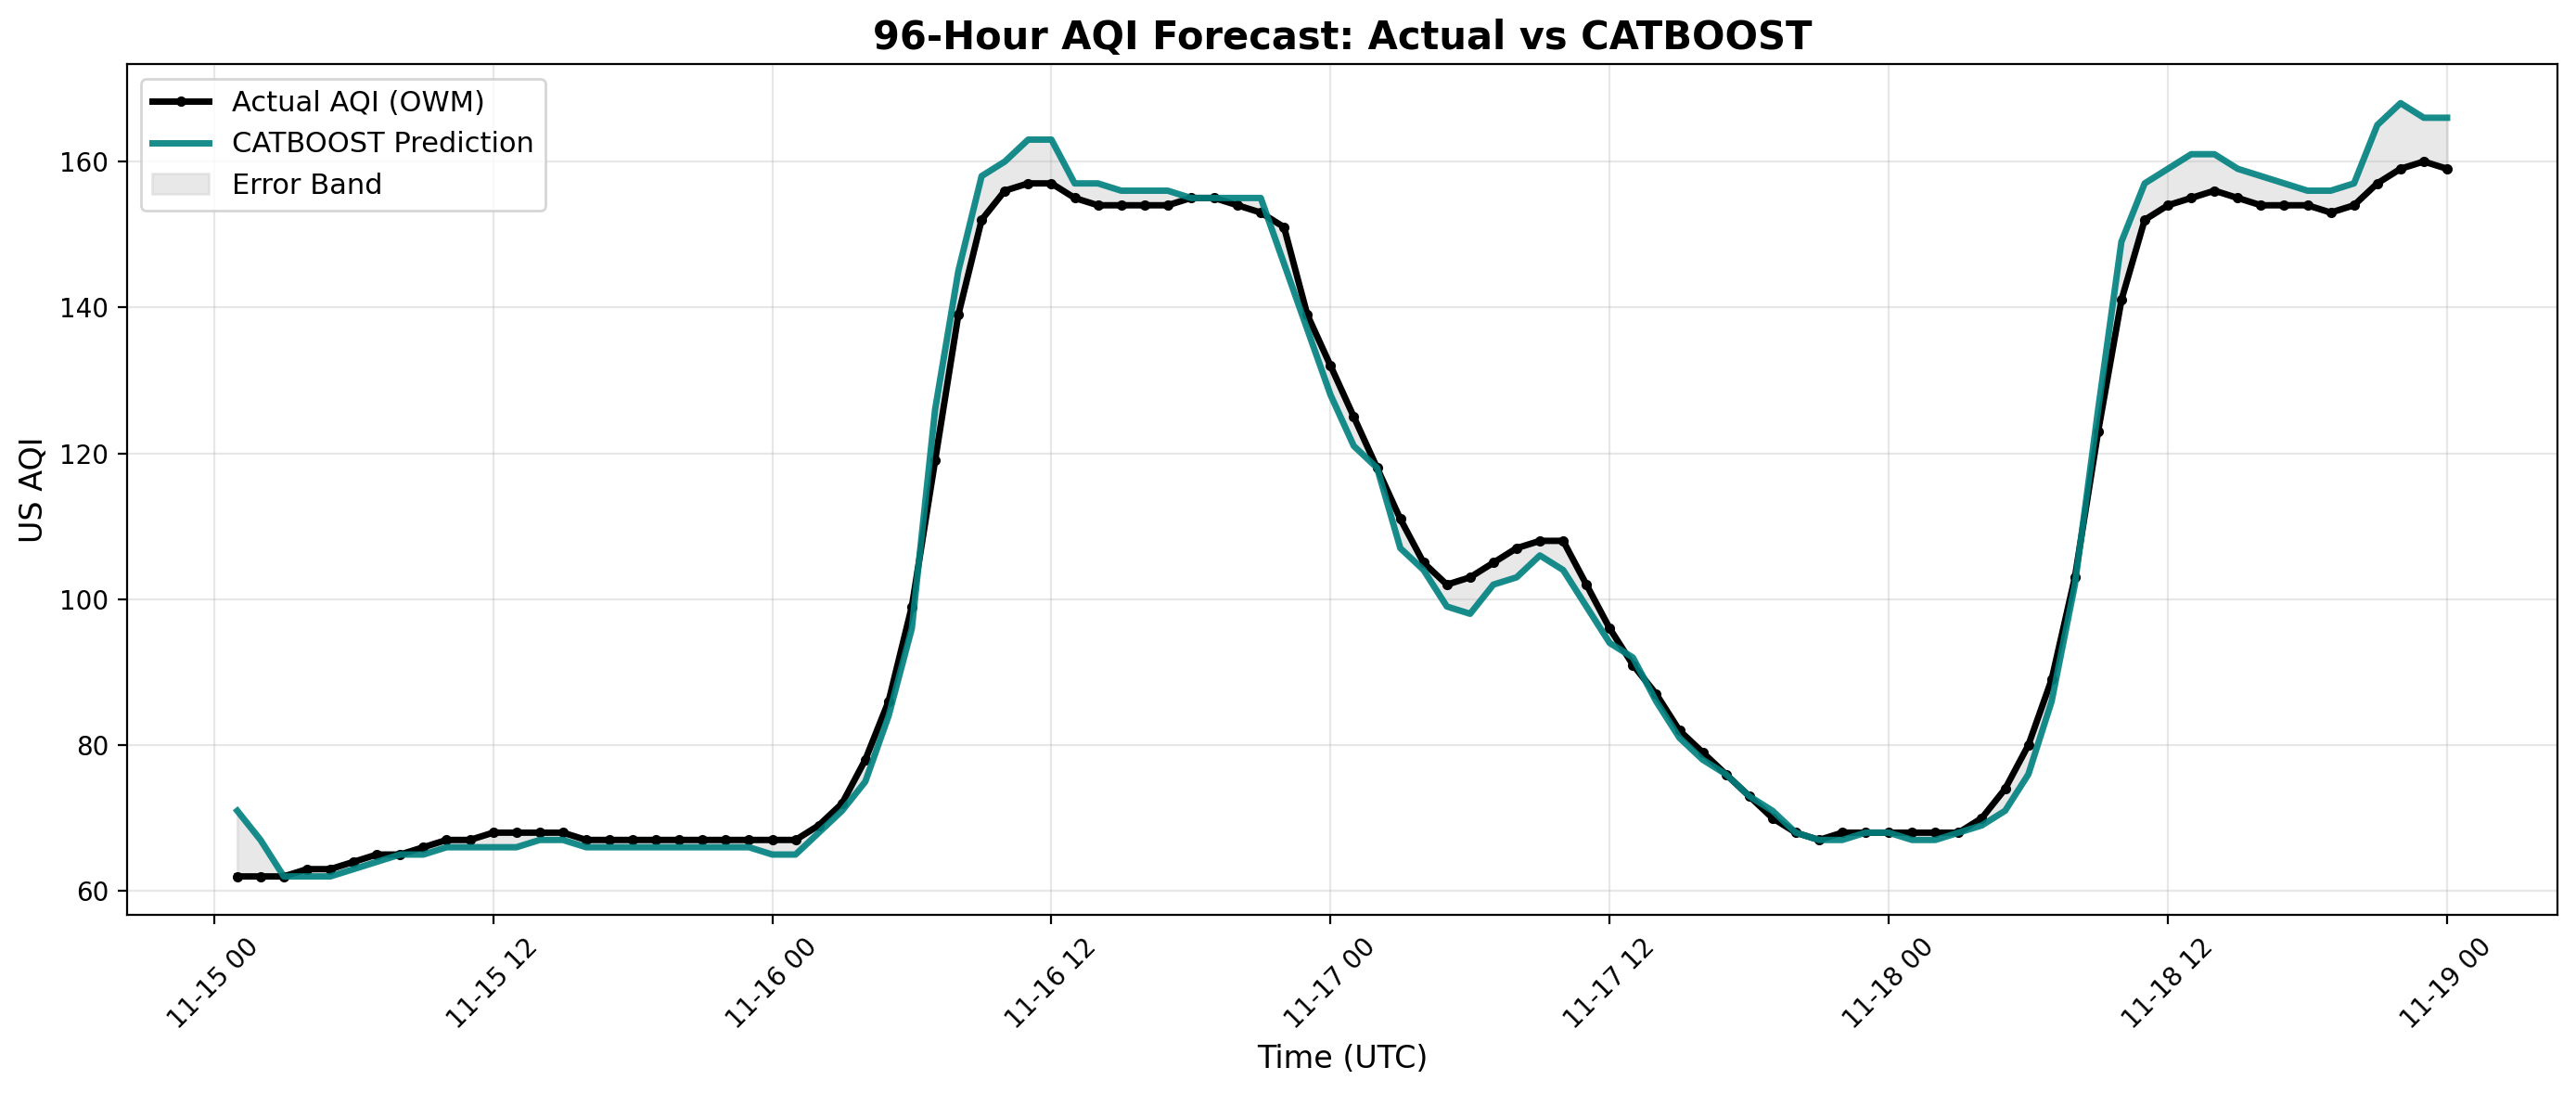 96-Hour AQI Forecast: Actual vs CATBOOST
Actual AQI (OWM)
CATBOOST Prediction
Error Band
US AQI
160
140
120
100
80
60
11-15 00
11-15 12
11-16 00
11-16 12
11-17 00
11-17 12
11-18 00
11-18 12
11-19 00
Time (UTC)